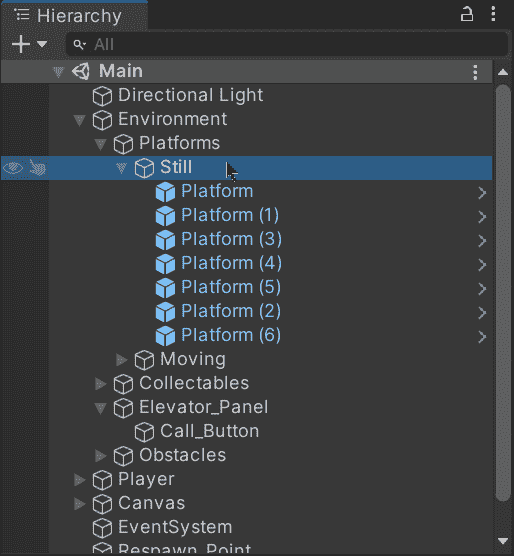 Hierarchy
All
Main
Directional Light
Environment
Platforms
Still
Platform
Platform (1)
Platform (3)
Platform (4)
Platform (5)
Platform (2)
Platform (6)
Moving
Collectables
Elevator_Panel
Call_Button
Obstacles
Player
Canvas
EventSystem
Respawn_Point